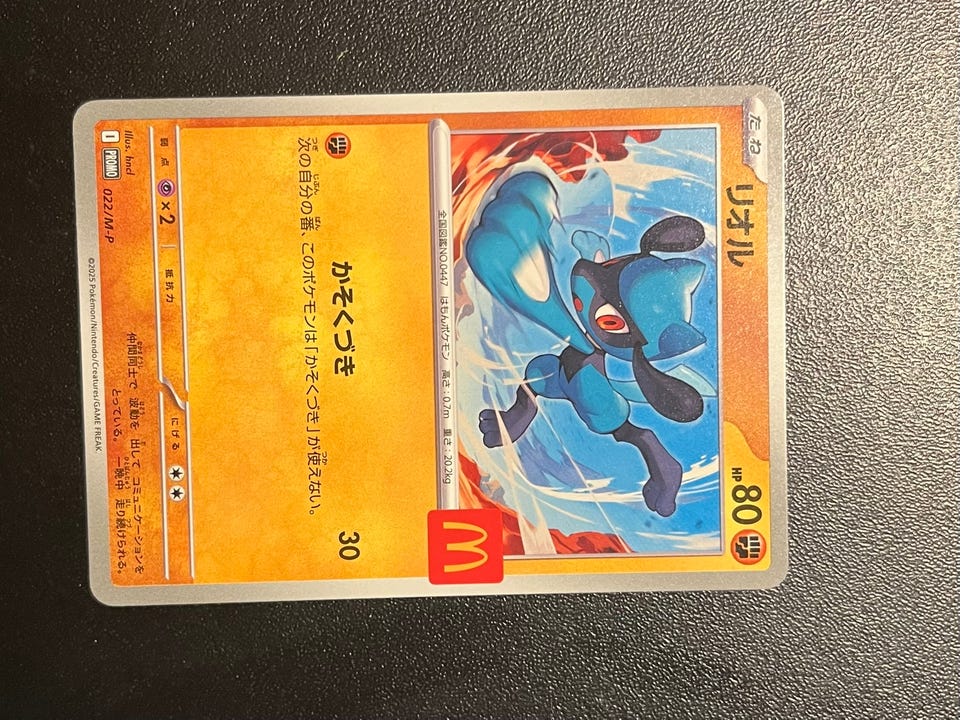 たね
リオル
HP80
全国図鑑NO.0447 はもんポケモン 高さ:0.7m 重さ:20.2kg
かそくづき 30
次の自分の番、このポケモンは「かそくづき」が使えない。
弱点 ×2 抵抗力 にげる
Illus. hnd
I PROMO 022/M-P
仲間同士で 波動を 出して コミュニケーションを
とっている。 一晩中 走り続けられる。
©2025 Pokémon/Nintendo/Creatures/GAME FREAK.